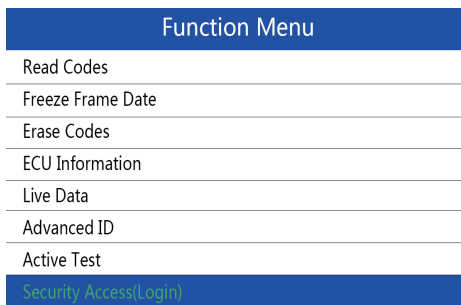 Function Menu
Read Codes
Freeze Frame Date
Erase Codes
ECU Information
Live Data
Advanced ID
Active Test
Security Access(Login)